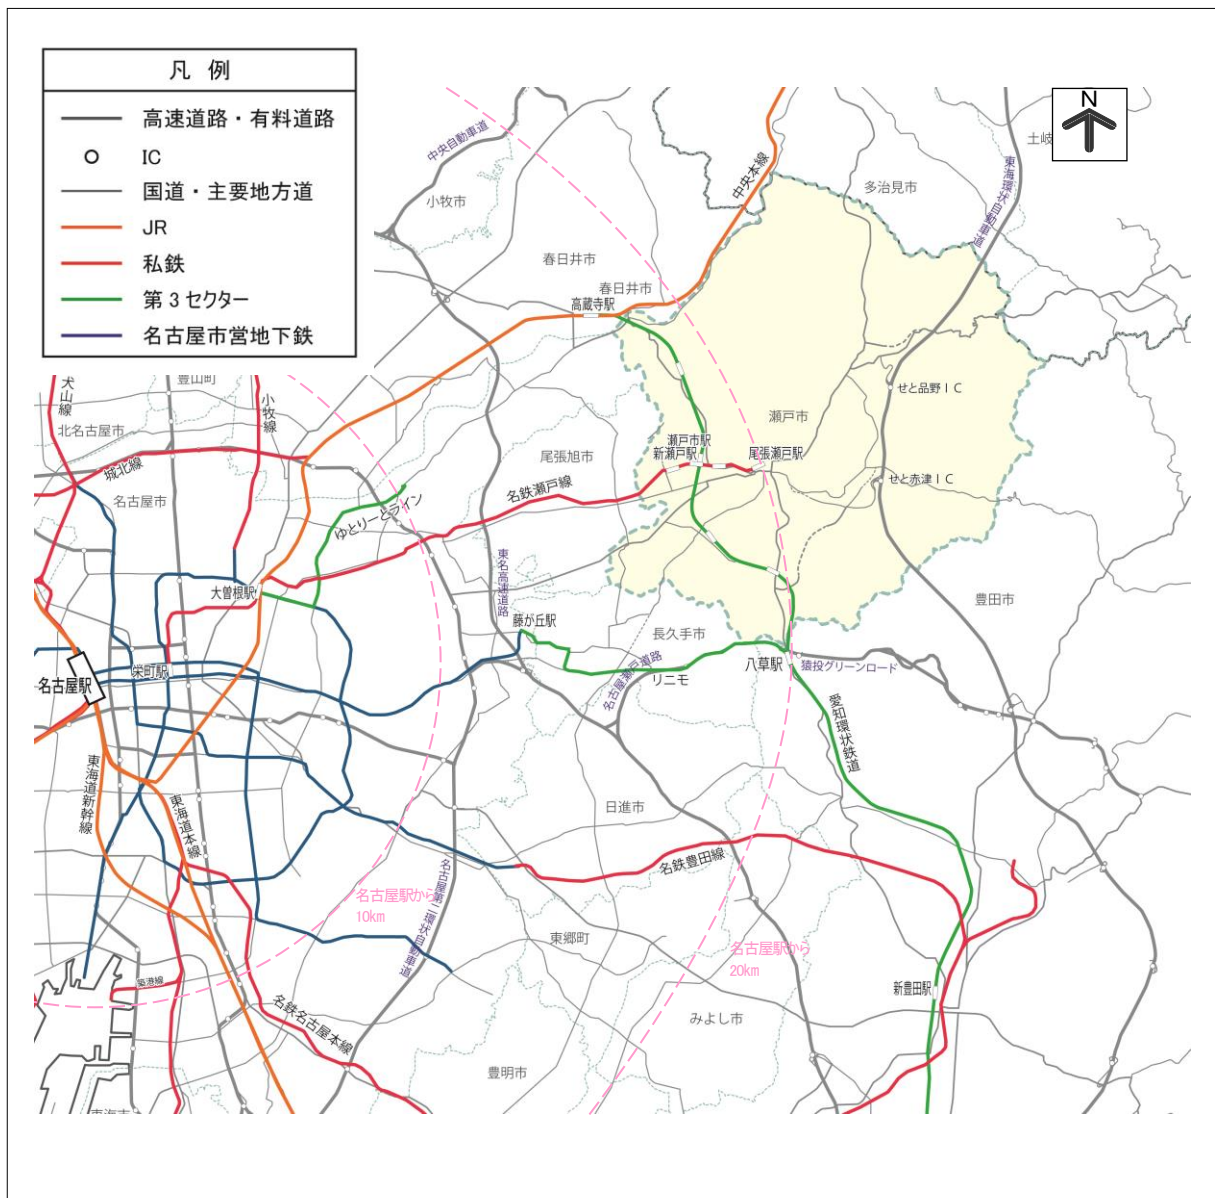 凡 例
高速道路・有料道路
IC
国道・主要地方道
JR
私鉄
第3セクター
名古屋市営地下鉄
N
土岐
中央自動車道
中央本線
東海環状自動車道
多治見市
小牧市
春日井市
春日井市
高蔵寺駅
豊山町
犬山線
小牧線
北名古屋市
せと品野IC
瀬戸市
瀬戸市駅
新瀬戸駅
尾張瀬戸駅
尾張旭市
城北線
名古屋市
せと赤津IC
名鉄瀬戸線
ゆとりーとライン
東名高速道路
大曽根駅
豊田市
藤が丘駅
長久手市
八草駅
猿投グリーンロード
栄町駅
名古屋駅
リニモ
名古屋瀬戸道路
愛知環状鉄道
東海道新幹線
東海道本線
日進市
名鉄豊田線
名古屋駅から
10km
名古屋第二環状自動車道
東郷町
名古屋駅から
20km
築港線
新豊田駅
名鉄名古屋本線
みよし市
豊明市
東海市